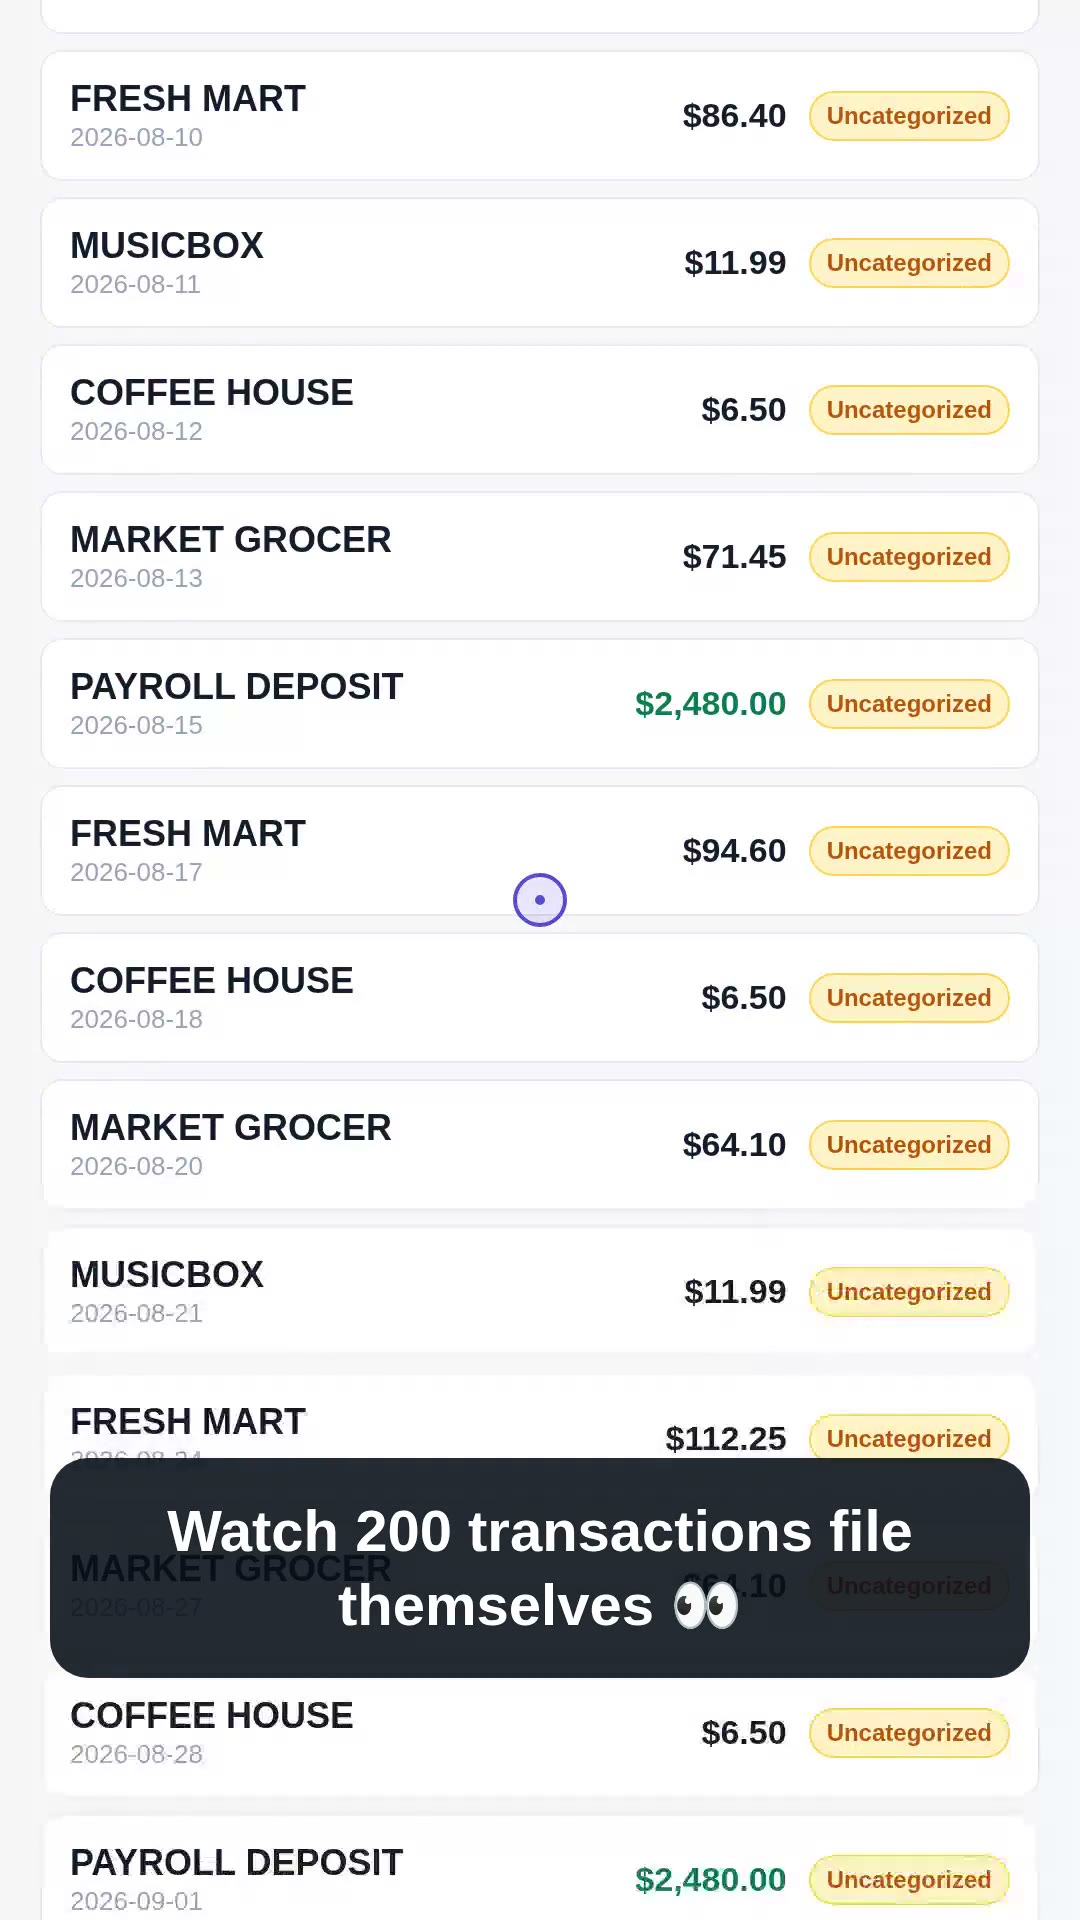 FRESH MART
2026-08-10
$86.40
Uncategorized
MUSICBOX
2026-08-11
$11.99
Uncategorized
COFFEE HOUSE
2026-08-12
$6.50
Uncategorized
MARKET GROCER
2026-08-13
$71.45
Uncategorized
PAYROLL DEPOSIT
2026-08-15
$2,480.00
Uncategorized
FRESH MART
2026-08-17
$94.60
Uncategorized
COFFEE HOUSE
2026-08-18
$6.50
Uncategorized
MARKET GROCER
2026-08-20
$64.10
Uncategorized
MUSICBOX
2026-08-21
$11.99
Uncategorized
FRESH MART
2026-08-24
$112.25
Uncategorized
Watch 200 transactions file
themselves 👀
MARKET GROCER
2026-08-27
$64.10
Uncategorized
COFFEE HOUSE
2026-08-28
$6.50
Uncategorized
PAYROLL DEPOSIT
2026-09-01
$2,480.00
Uncategorized